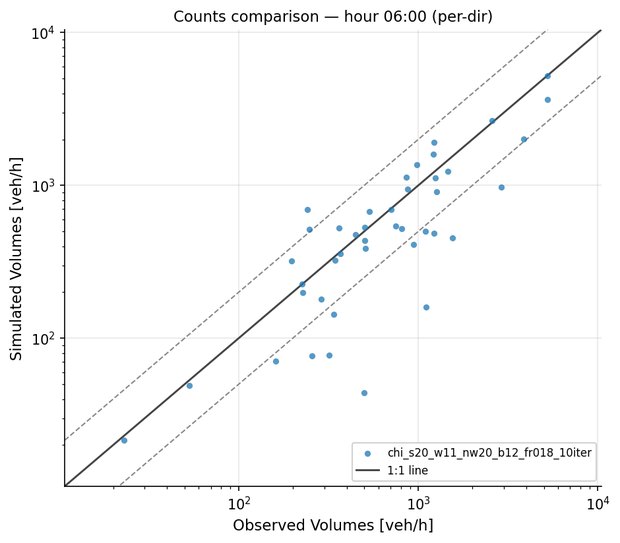 Counts comparison — hour 06:00 (per-dir)
Simulated Volumes [veh/h]
10⁴
10³
10²
10²
10³
10⁴
Observed Volumes [veh/h]
chi_s20_w11_nw20_b12_fr018_10iter
1:1 line